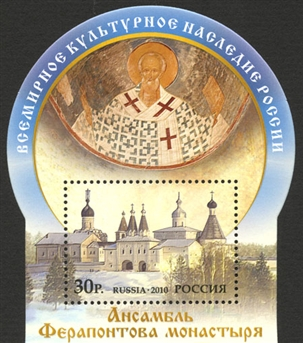 ВСЕМИРНОЕ КУЛЬТУРНОЕ НАСЛЕДИЕ РОССИИ
30Р. RUSSIA·2010 РОССИЯ
Ансамбль
Ферапонтова монастыря